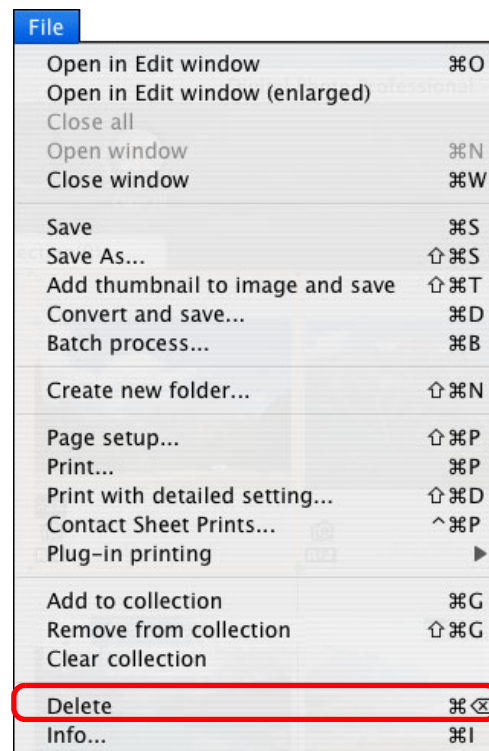 File
Open in Edit window ⌘O
Open in Edit window (enlarged)
Close all
Open window ⌘N
Close window ⌘W
Save ⌘S
Save As... ⇧⌘S
Add thumbnail to image and save ⇧⌘T
Convert and save... ⌘D
Batch process... ⌘B
Create new folder... ⇧⌘N
Page setup... ⇧⌘P
Print... ⌘P
Print with detailed setting... ⇧⌘D
Contact Sheet Prints... ^⌘P
Plug-in printing ▶
Add to collection ⌘G
Remove from collection ⇧⌘G
Clear collection
Delete ⌘⌫
Info... ⌘I